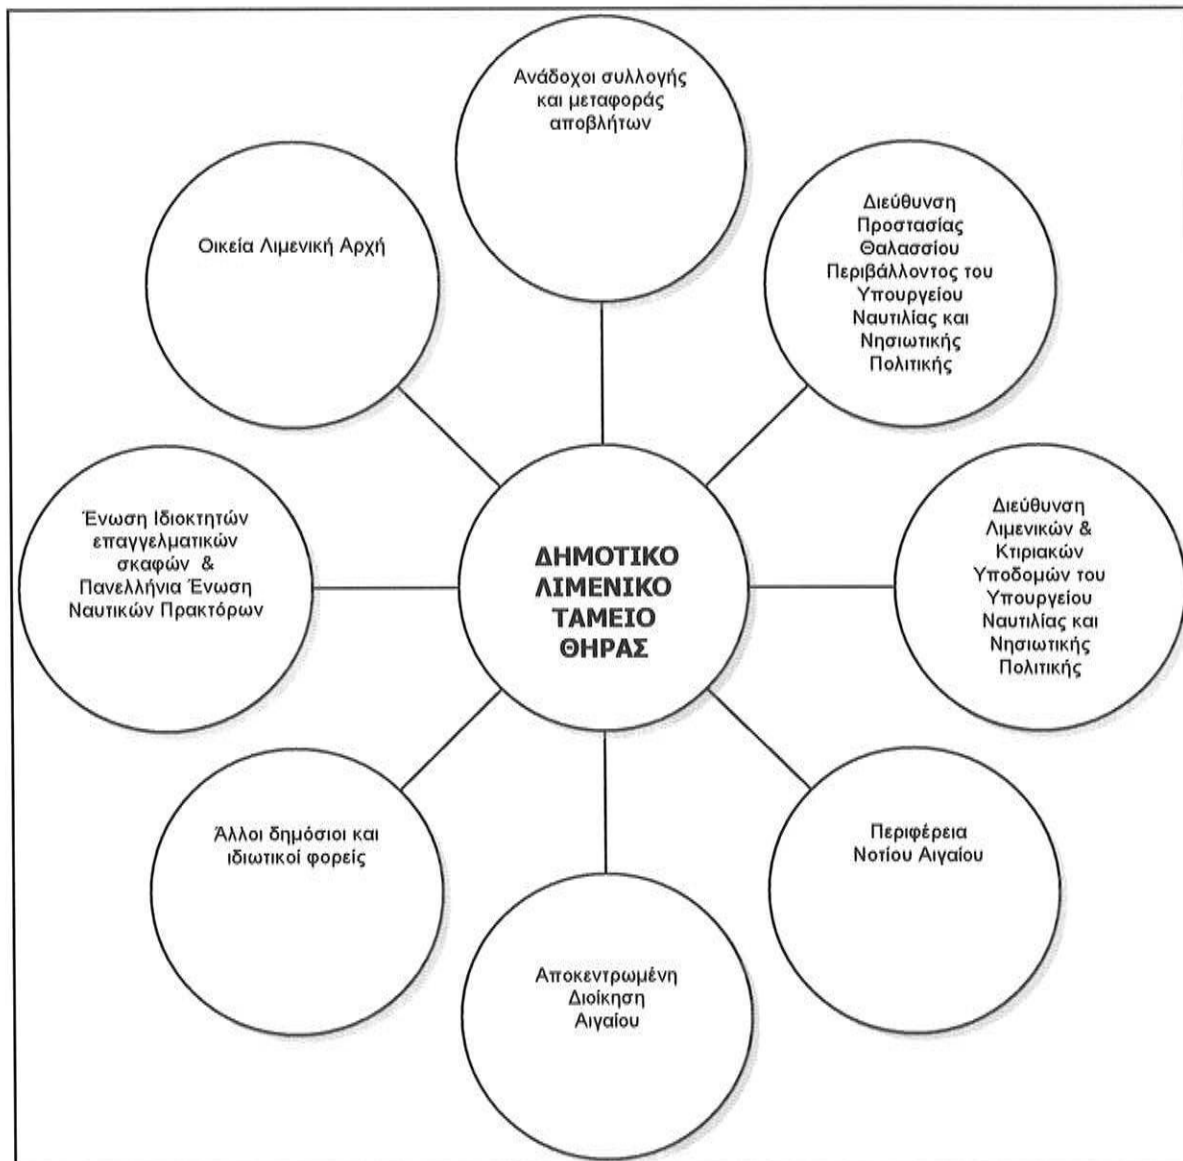 Ανάδοχοι συλλογής
και μεταφοράς
αποβλήτων
Διεύθυνση
Προστασίας
Θαλασσίου
Περιβάλλοντος του
Υπουργείου
Ναυτιλίας και
Νησιωτικής
Πολιτικής
Οικεία Λιμενική Αρχή
Ένωση Ιδιοκτητών
επαγγελματικών
σκαφών &
Πανελλήνια Ένωση
Ναυτικών Πρακτόρων
ΔΗΜΟΤΙΚΟ
ΛΙΜΕΝΙΚΟ
ΤΑΜΕΙΟ
ΘΗΡΑΣ
Διεύθυνση
Λιμενικών &
Κτιριακών
Υποδομών του
Υπουργείου
Ναυτιλίας και
Νησιωτικής
Πολιτικής
Άλλοι δημόσιοι και
ιδιωτικοί φορείς
Περιφέρεια
Νοτίου Αιγαίου
Αποκεντρωμένη
Διοίκηση
Αιγαίου